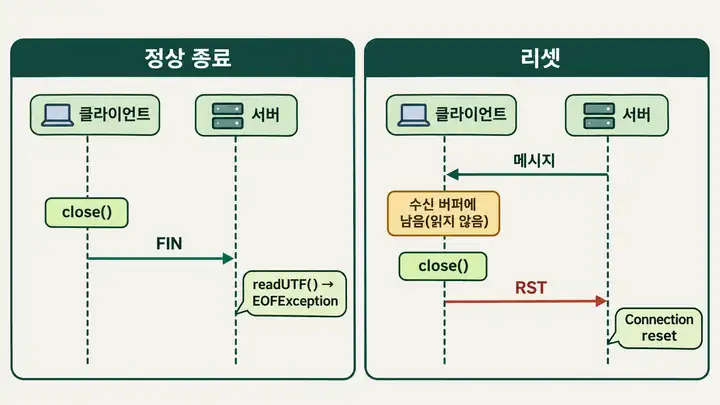 정상 종료
클라이언트
서버
close()
FIN
readUTF() →
EOFException
리셋
클라이언트
서버
메시지
수신 버퍼에
남음(읽지 않음)
close()
RST
Connection
reset